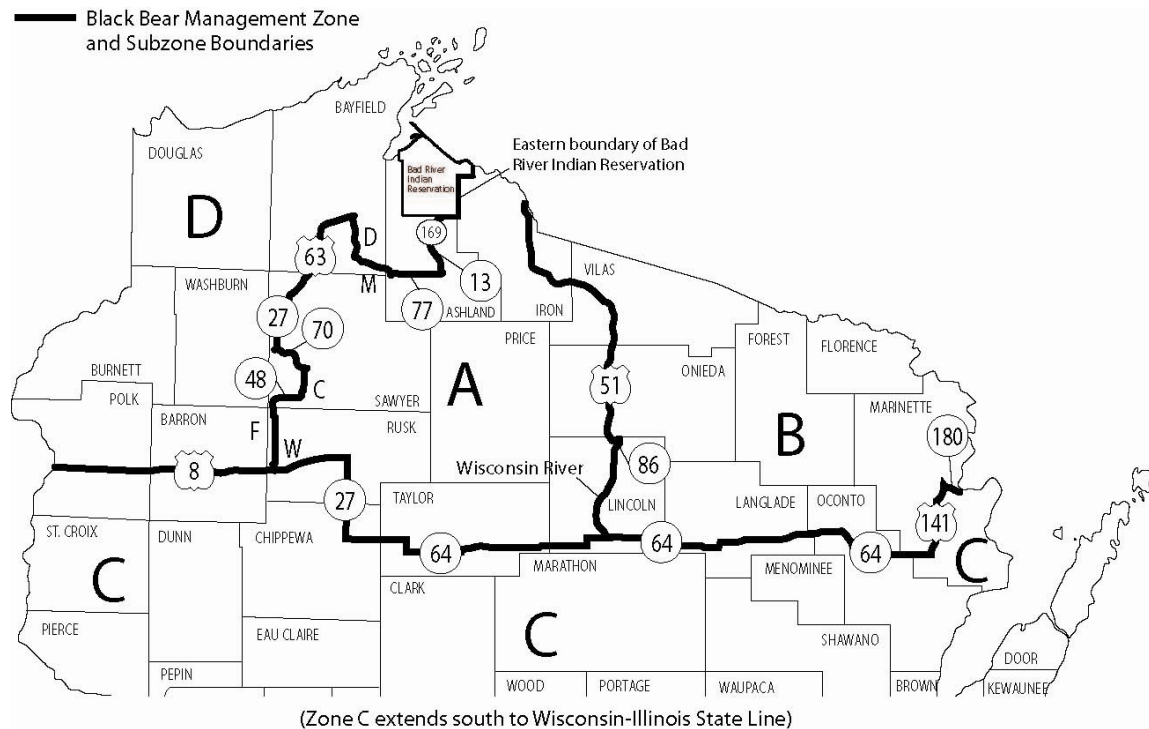 Black Bear Management Zone
and Subzone Boundaries
BAYFIELD
Eastern boundary of Bad
River Indian Reservation
DOUGLAS
Bad River
Indian
Reservation
D
169
D
63
VILAS
WASHBURN
M
13
27
70
77
ASHLAND
IRON
PRICE
FOREST
FLORENCE
BURNETT
48
C
A
51
ONIEDA
POLK
SAWYER
MARINETTE
BARRON
F
RUSK
B
180
W
8
Wisconsin River
86
27
TAYLOR
LINCOLN
LANGLADE
OCONTO
141
ST. CROIX
DUNN
CHIPPEWA
64
64
64
C
C
MARATHON
MENOMINEE
CLARK
PIERCE
EAU CLAIRE
C
SHAWANO
DOOR
PEPIN
WOOD
PORTAGE
WAUPACA
BROWN
KEWAUNEE
(Zone C extends south to Wisconsin-Illinois State Line)